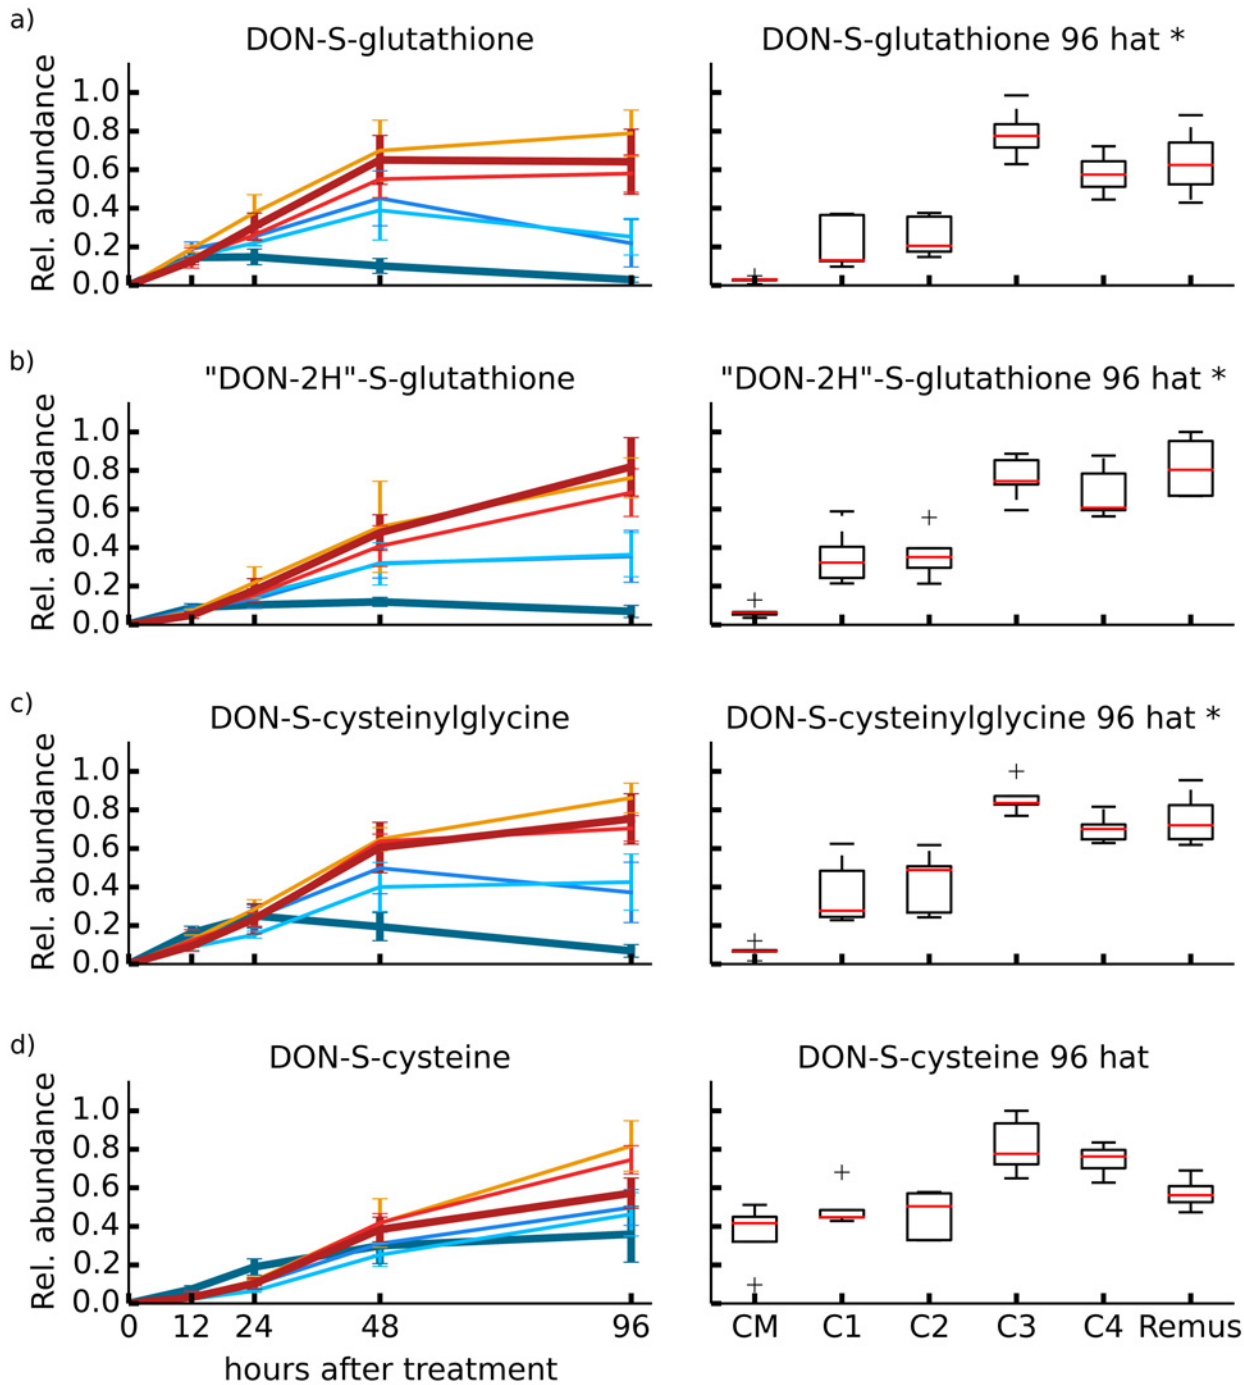 a)
DON-S-glutathione
DON-S-glutathione 96 hat *
Rel. abundance
1.0
0.8
0.6
0.4
0.2
0.0
b)
"DON-2H"-S-glutathione
"DON-2H"-S-glutathione 96 hat *
Rel. abundance
1.0
0.8
0.6
0.4
0.2
0.0
c)
DON-S-cysteinylglycine
DON-S-cysteinylglycine 96 hat *
Rel. abundance
1.0
0.8
0.6
0.4
0.2
0.0
d)
DON-S-cysteine
DON-S-cysteine 96 hat
Rel. abundance
1.0
0.8
0.6
0.4
0.2
0.0
0 12 24 48 96
hours after treatment
CM C1 C2 C3 C4 Remus